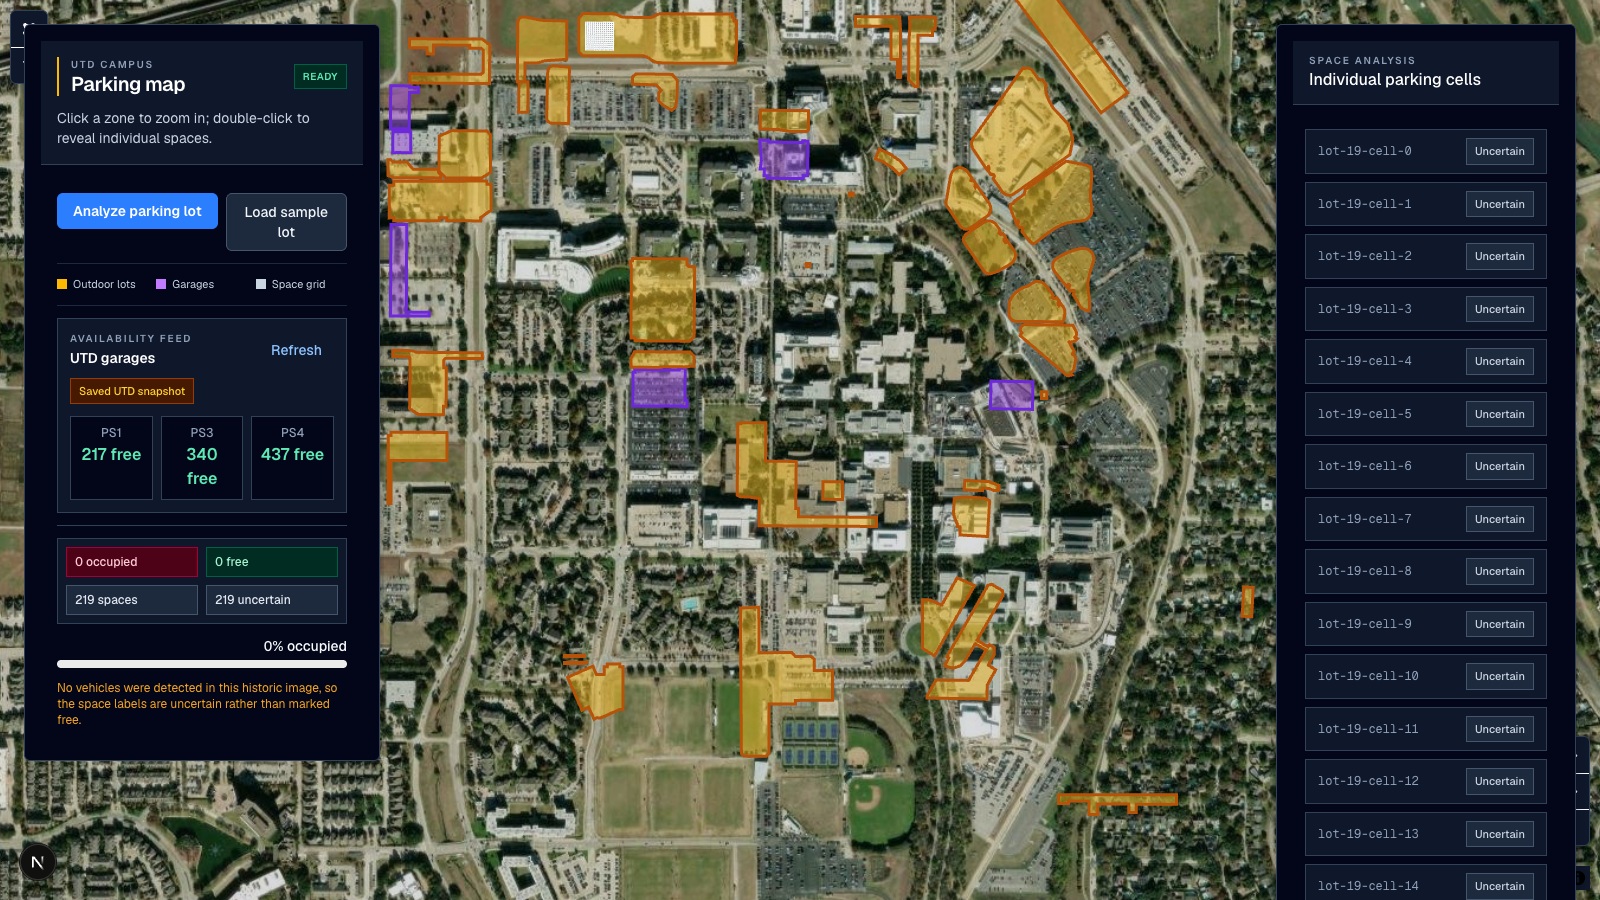 UTD CAMPUS
Parking map
READY
Click a zone to zoom in; double-click to
reveal individual spaces.
Analyze parking lot
Load sample
lot
Outdoor lots
Garages
Space grid
AVAILABILITY FEED
UTD garages
Refresh
Saved UTD snapshot
PS1
217 free
PS3
340
free
PS4
437 free
0 occupied
0 free
219 spaces
219 uncertain
0% occupied
No vehicles were detected in this historic image, so
the space labels are uncertain rather than marked
free.
N
SPACE ANALYSIS
Individual parking cells
lot-19-cell-0 Uncertain
lot-19-cell-1 Uncertain
lot-19-cell-2 Uncertain
lot-19-cell-3 Uncertain
lot-19-cell-4 Uncertain
lot-19-cell-5 Uncertain
lot-19-cell-6 Uncertain
lot-19-cell-7 Uncertain
lot-19-cell-8 Uncertain
lot-19-cell-9 Uncertain
lot-19-cell-10 Uncertain
lot-19-cell-11 Uncertain
lot-19-cell-12 Uncertain
lot-19-cell-13 Uncertain
lot-19-cell-14 Uncertain